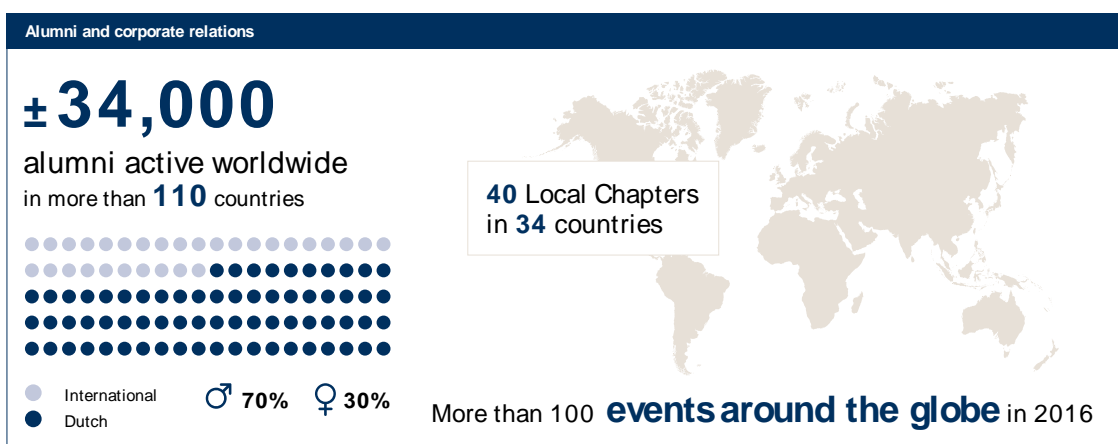 Alumni and corporate relations
± 34,000
alumni active worldwide
in more than 110 countries
International
Dutch
♂ 70% ♀ 30%
40 Local Chapters
in 34 countries
More than 100 events around the globe in 2016